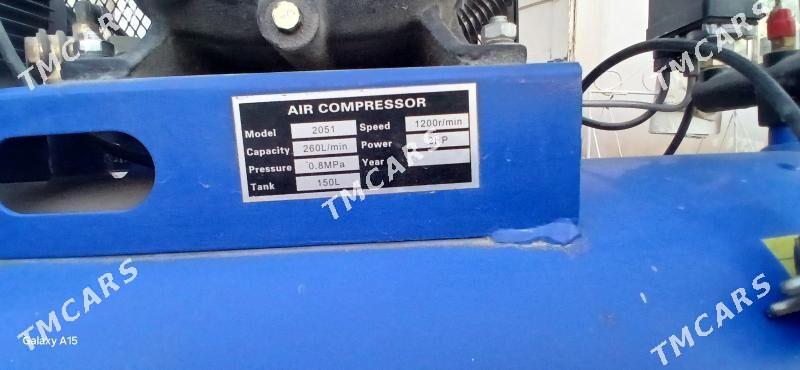 AIR COMPRESSOR
Model 2051 Speed 1200r/min
Capacity 260L/min Power
Pressure 0.8MPa Year
Tank 150L
TMCARS
TMCARS
TMCARS
TMCARS
TMCARS
Galaxy A15